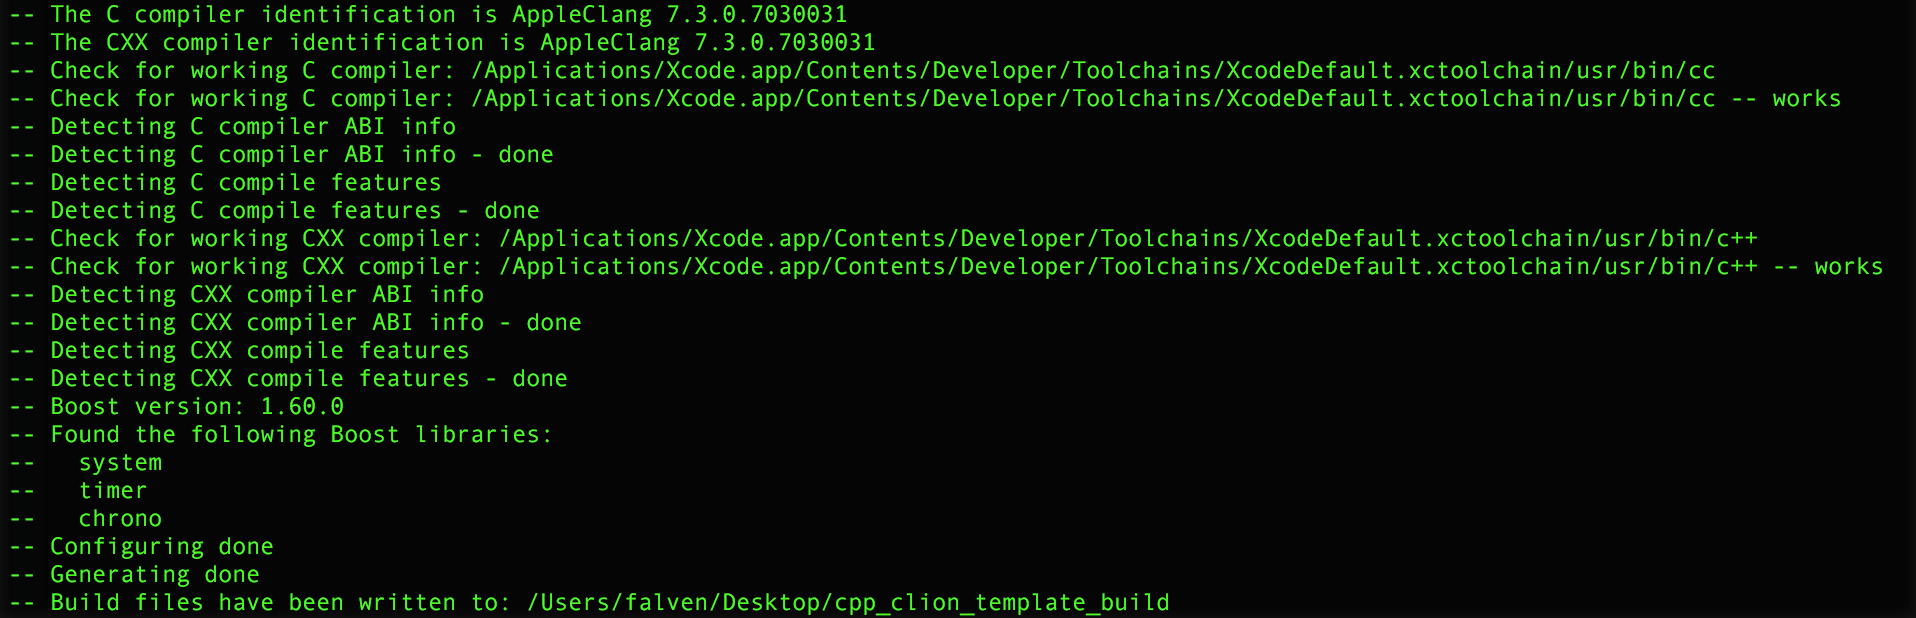 -- The C compiler identification is AppleClang 7.3.0.7030031
-- The CXX compiler identification is AppleClang 7.3.0.7030031
-- Check for working C compiler: /Applications/Xcode.app/Contents/Developer/Toolchains/XcodeDefault.xctoolchain/usr/bin/cc
-- Check for working C compiler: /Applications/Xcode.app/Contents/Developer/Toolchains/XcodeDefault.xctoolchain/usr/bin/cc -- works
-- Detecting C compiler ABI info
-- Detecting C compiler ABI info - done
-- Detecting C compile features
-- Detecting C compile features - done
-- Check for working CXX compiler: /Applications/Xcode.app/Contents/Developer/Toolchains/XcodeDefault.xctoolchain/usr/bin/c++
-- Check for working CXX compiler: /Applications/Xcode.app/Contents/Developer/Toolchains/XcodeDefault.xctoolchain/usr/bin/c++ -- works
-- Detecting CXX compiler ABI info
-- Detecting CXX compiler ABI info - done
-- Detecting CXX compile features
-- Detecting CXX compile features - done
-- Boost version: 1.60.0
-- Found the following Boost libraries:
--   system
--   timer
--   chrono
-- Configuring done
-- Generating done
-- Build files have been written to: /Users/falven/Desktop/cpp_clion_template_build